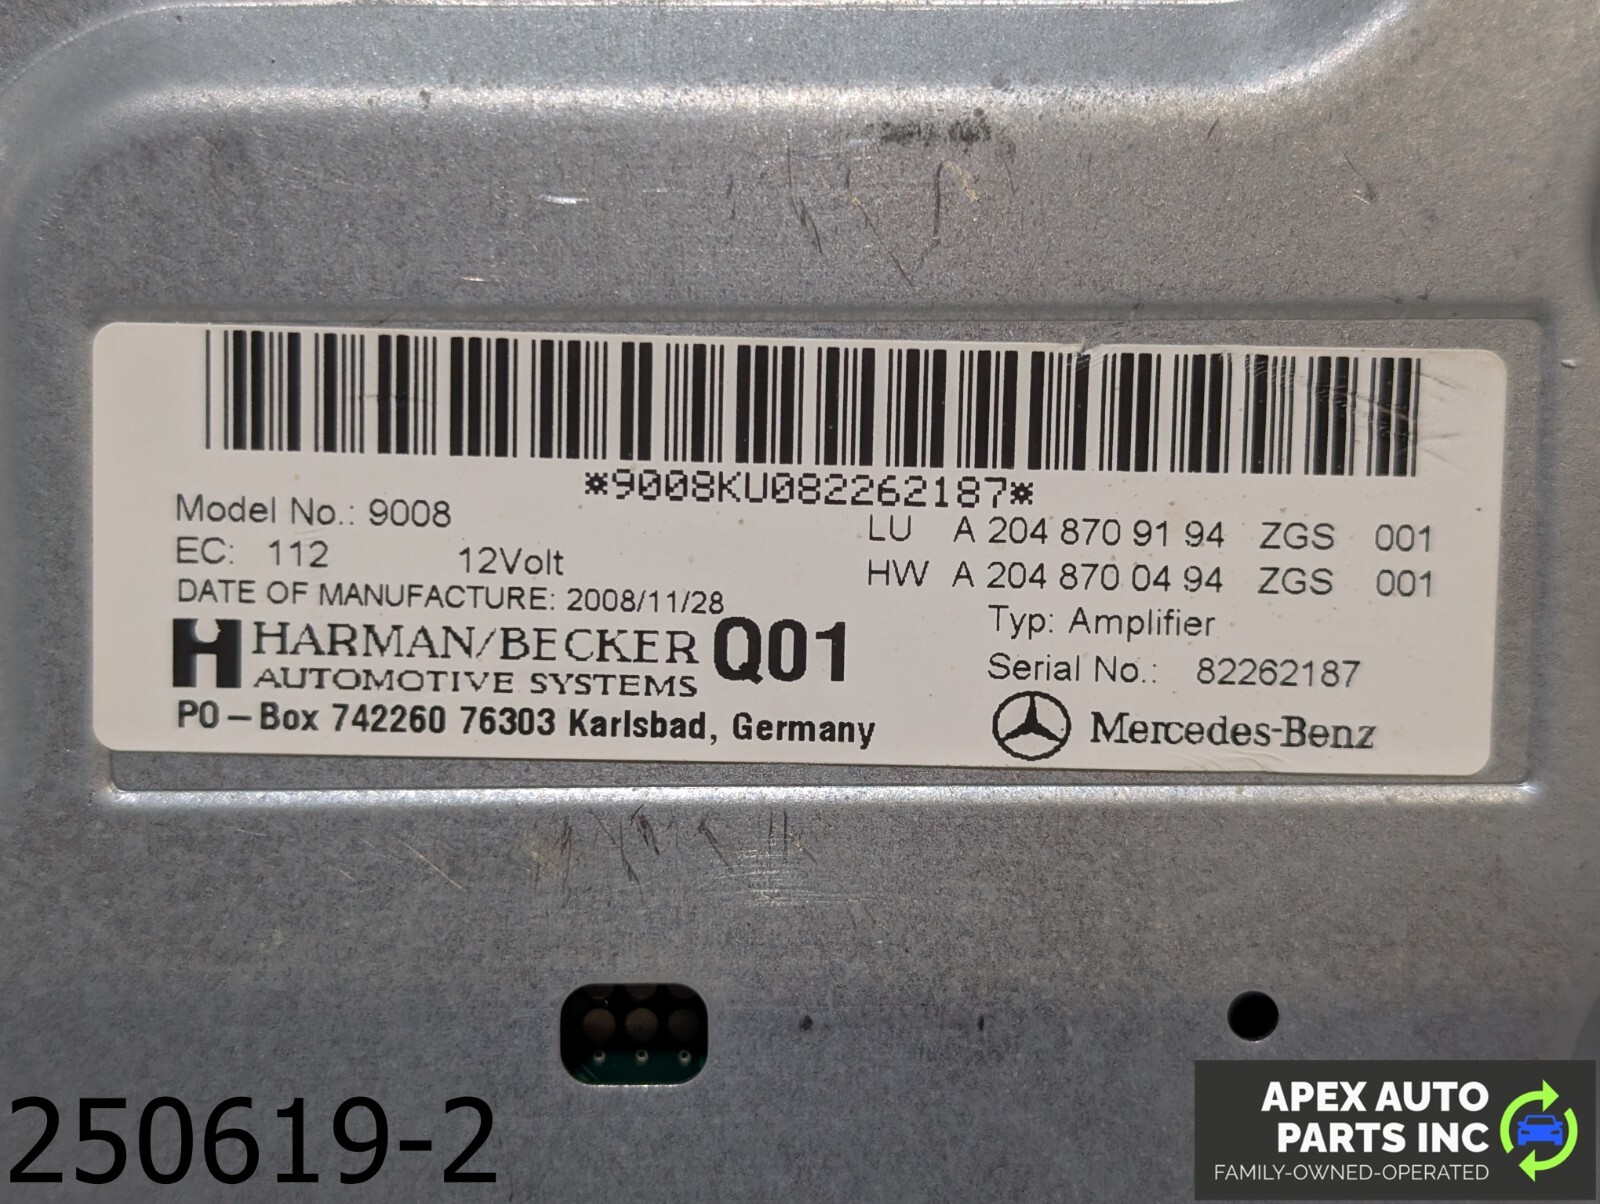 *9008KU082262187*
Model No.: 9008
EC: 112 12Volt
LU A 204 870 91 94 ZGS 001
HW A 204 870 04 94 ZGS 001
DATE OF MANUFACTURE: 2008/11/28
Typ: Amplifier
HARMAN/BECKER Q01
AUTOMOTIVE SYSTEMS
Serial No.: 82262187
PO-Box 742260 76303 Karlsbad, Germany
Mercedes-Benz
250619-2
APEX AUTO
PARTS INC
FAMILY-OWNED-OPERATED